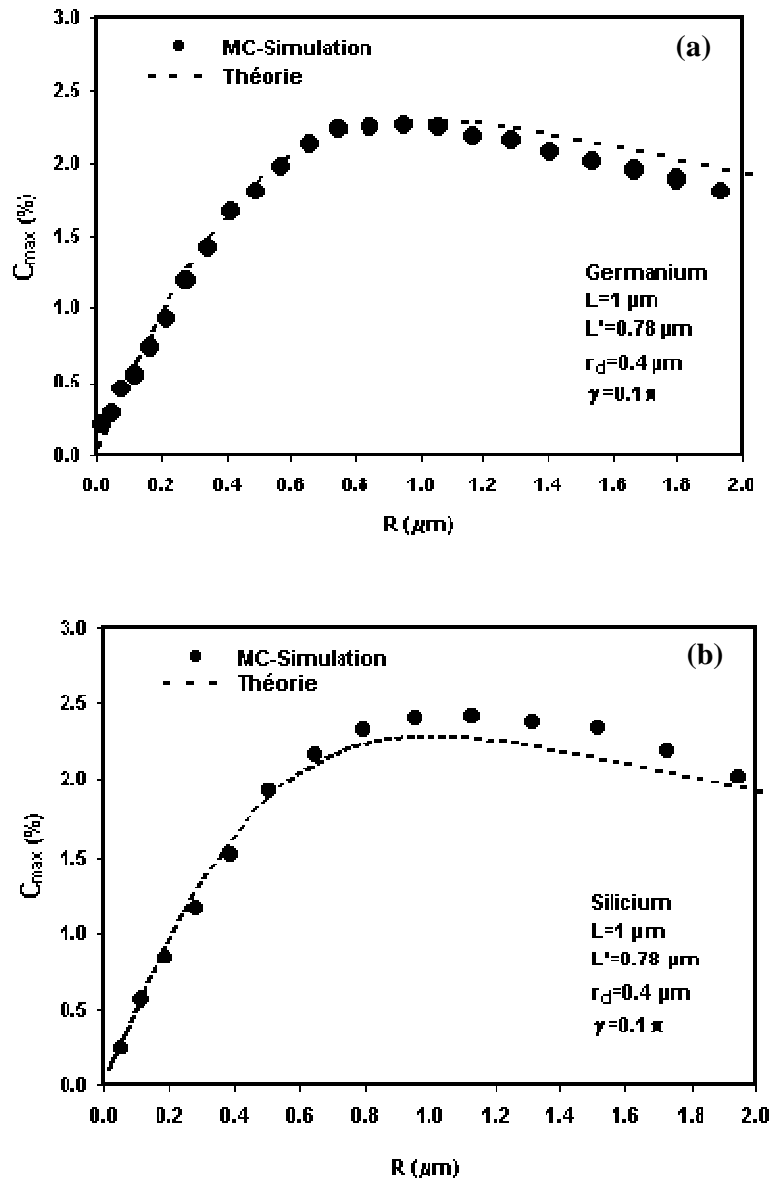 3.0
(a)
MC-Simulation
Théorie
2.5
2.0
1.5
1.0
0.5
0.0
Cmax (%)
Germanium
L=1 µm
L'=0.78 µm
rd=0.4 µm
γ=0.1 π
0.0 0.2 0.4 0.6 0.8 1.0 1.2 1.4 1.6 1.8 2.0
R (µm)
3.0
(b)
MC-Simulation
Théorie
2.5
2.0
1.5
1.0
0.5
0.0
Cmax (%)
Silicium
L=1 µm
L'=0.78 µm
rd=0.4 µm
γ=0.1 π
0.0 0.2 0.4 0.6 0.8 1.0 1.2 1.4 1.6 1.8 2.0
R (µm)